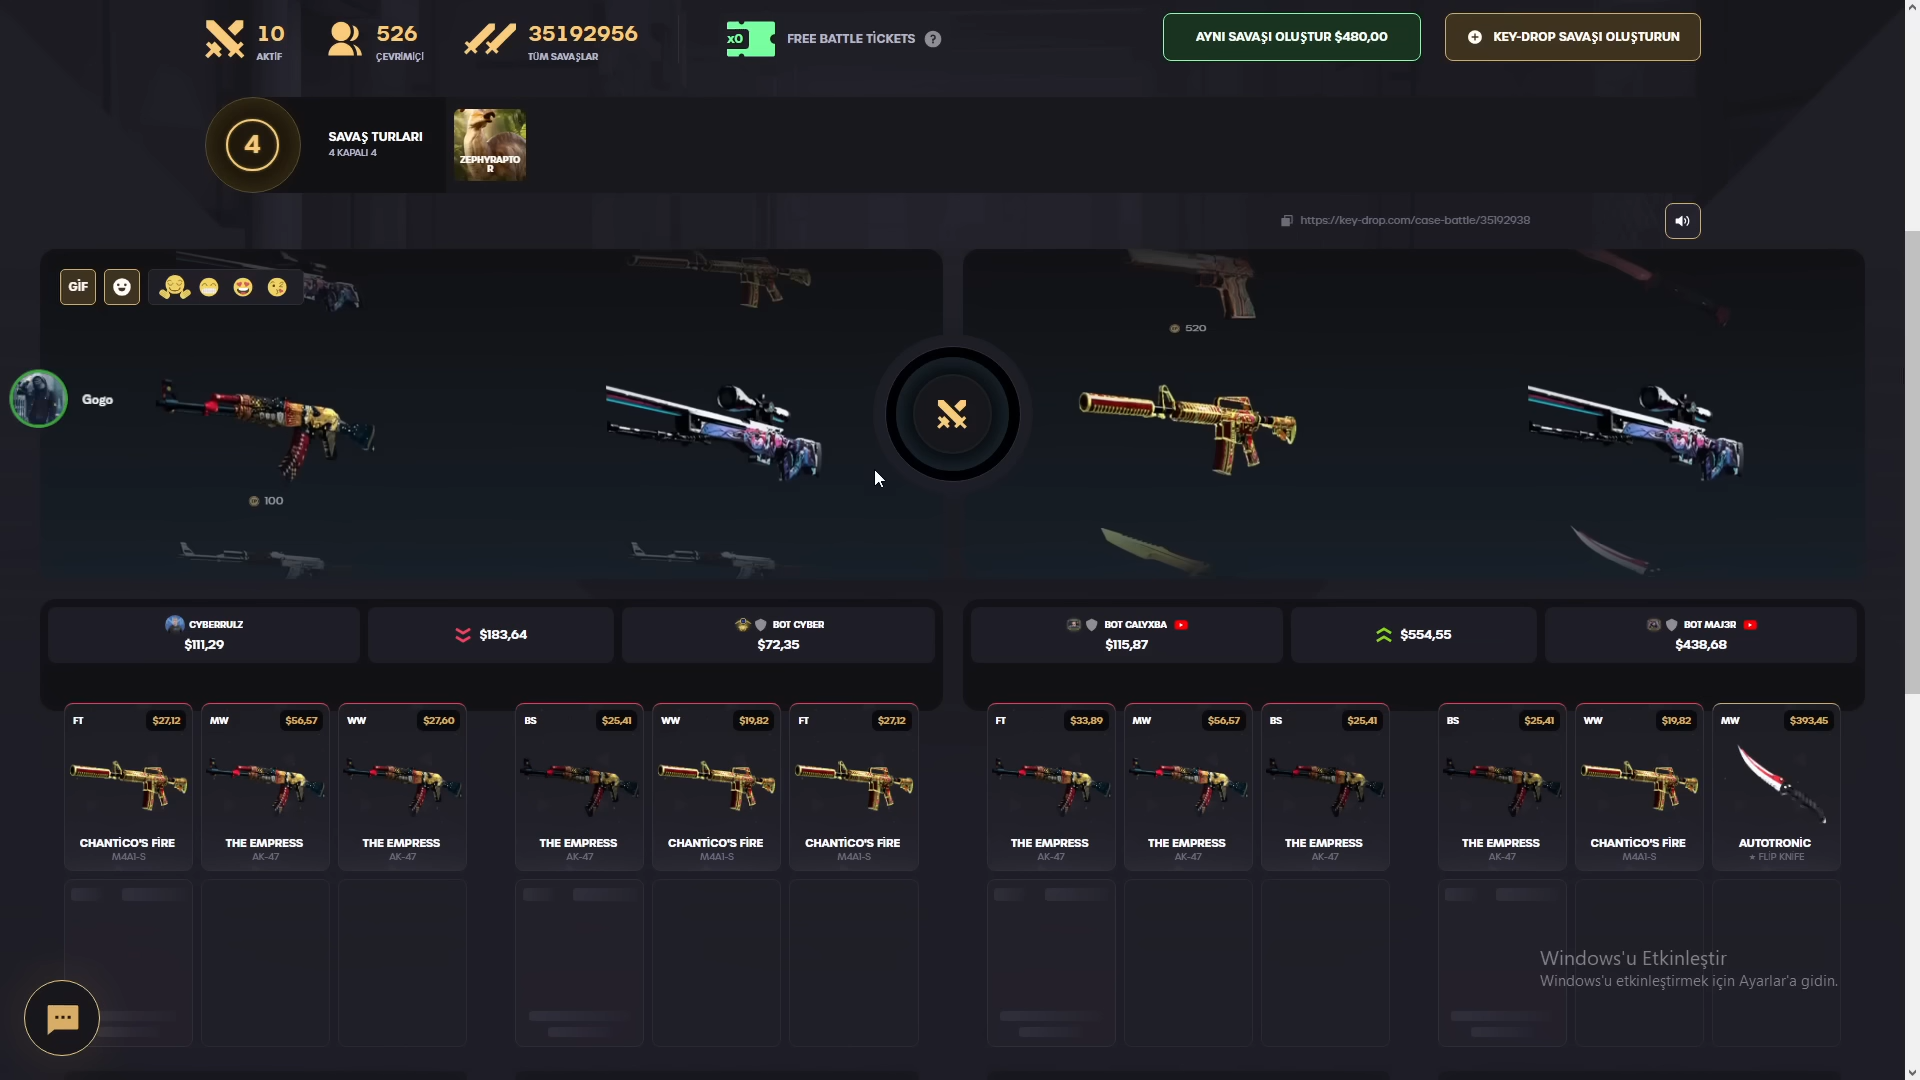 10
AKTİF
526
ÇEVRİMİÇİ
35192956
TÜM SAVAŞLAR
x0
FREE BATTLE TİCKETS
?
AYNI SAVAŞI OLUŞTUR $480,00
KEY-DROP SAVAŞI OLUŞTURUN
4
SAVAŞ TURLARI
4 KAPALI 4
ZEPHYRAPTO
R
https://key-drop.com/case-battle/35192938
GİF
520
Gogo
100
CYBERRULZ
$111,29
$183,64
BOT CYBER
$72,35
BOT CALYXBA
$115,87
$554,55
BOT MAJ3R
$438,68
FT $27,12
MW $56,57
WW $27,60
BS $25,41
WW $19,82
FT $27,12
FT $33,89
MW $56,57
BS $25,41
BS $25,41
WW $19,82
MW $393,45
CHANTİCO'S FİRE
M4A1-S
THE EMPRESS
AK-47
THE EMPRESS
AK-47
THE EMPRESS
AK-47
CHANTİCO'S FİRE
M4A1-S
CHANTİCO'S FİRE
M4A1-S
THE EMPRESS
AK-47
THE EMPRESS
AK-47
THE EMPRESS
AK-47
THE EMPRESS
AK-47
CHANTİCO'S FİRE
M4A1-S
AUTOTRONİC
★ FLIP KNIFE
Windows'u Etkinleştir
Windows'u etkinleştirmek için Ayarlar'a gidin.